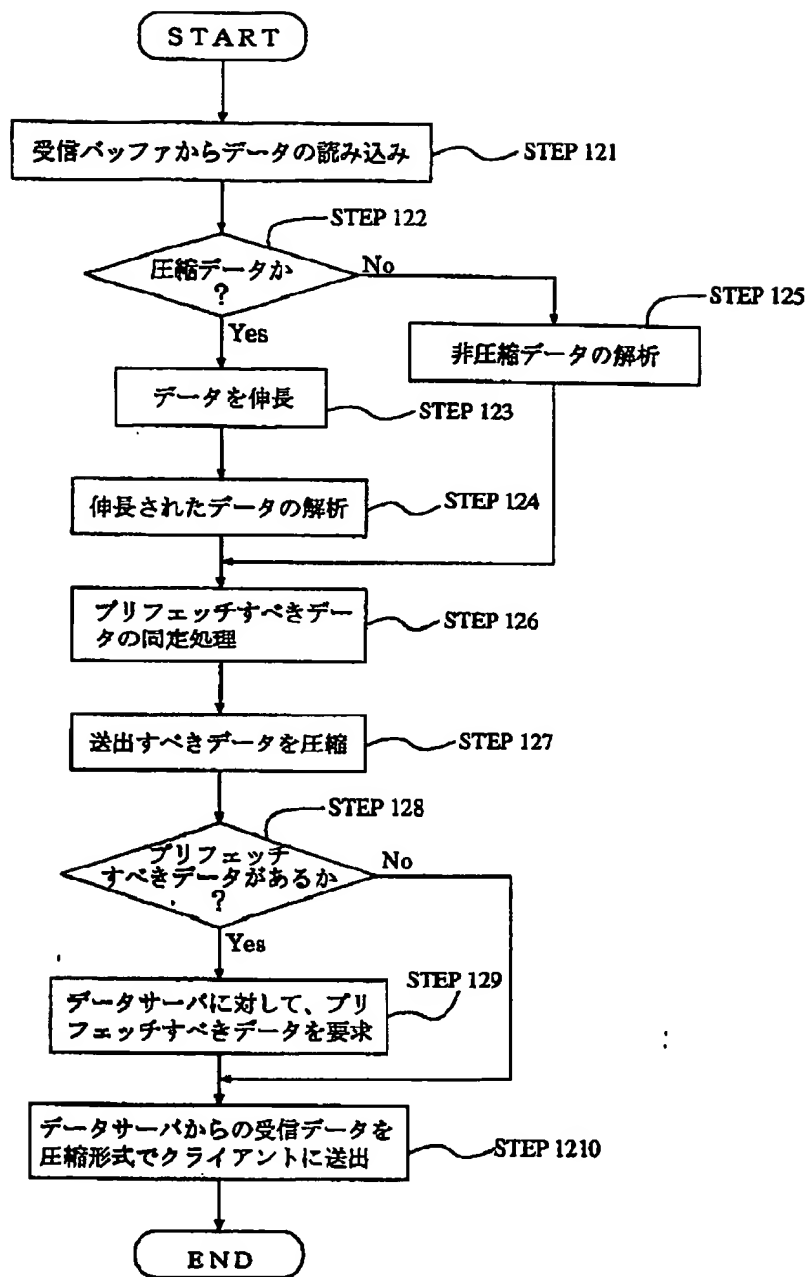 START
受信バッファからデータの読み込み
STEP 121
STEP 122
圧縮データか
?
No
Yes
STEP 125
非圧縮データの解析
データを伸長
STEP 123
伸長されたデータの解析
STEP 124
プリフェッチすべきデー
タの同定処理
STEP 126
送出すべきデータを圧縮
STEP 127
STEP 128
プリフェッチ
すべきデータがあるか
?
No
Yes
STEP 129
データサーバに対して、プリ
フェッチすべきデータを要求
データサーバからの受信データを
圧縮形式でクライアントに送出
STEP 1210
END